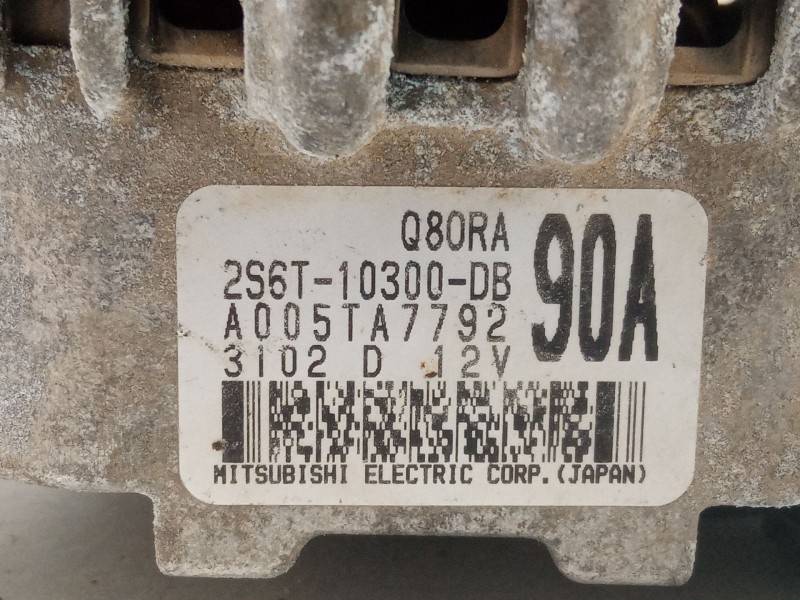 Q80RA
2S6T-10300-DB
90A
A005TA7792
3102 D 12V
MITSUBISHI ELECTRIC CORP.(JAPAN)